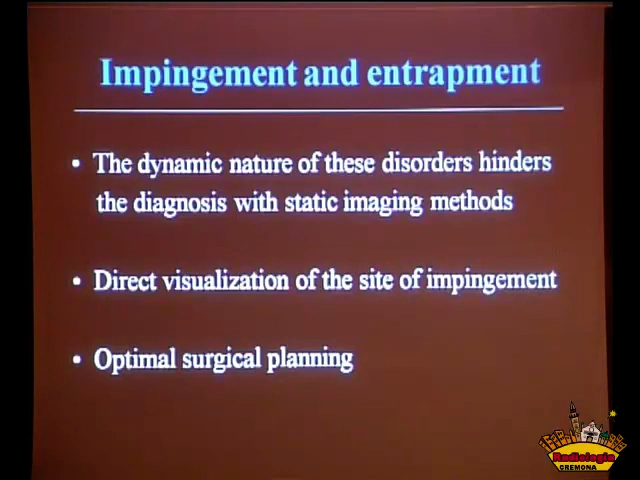 Impingement and entrapment
• The dynamic nature of these disorders hinders
the diagnosis with static imaging methods
• Direct visualization of the site of impingement
• Optimal surgical planning
Radiologia
CREMONA